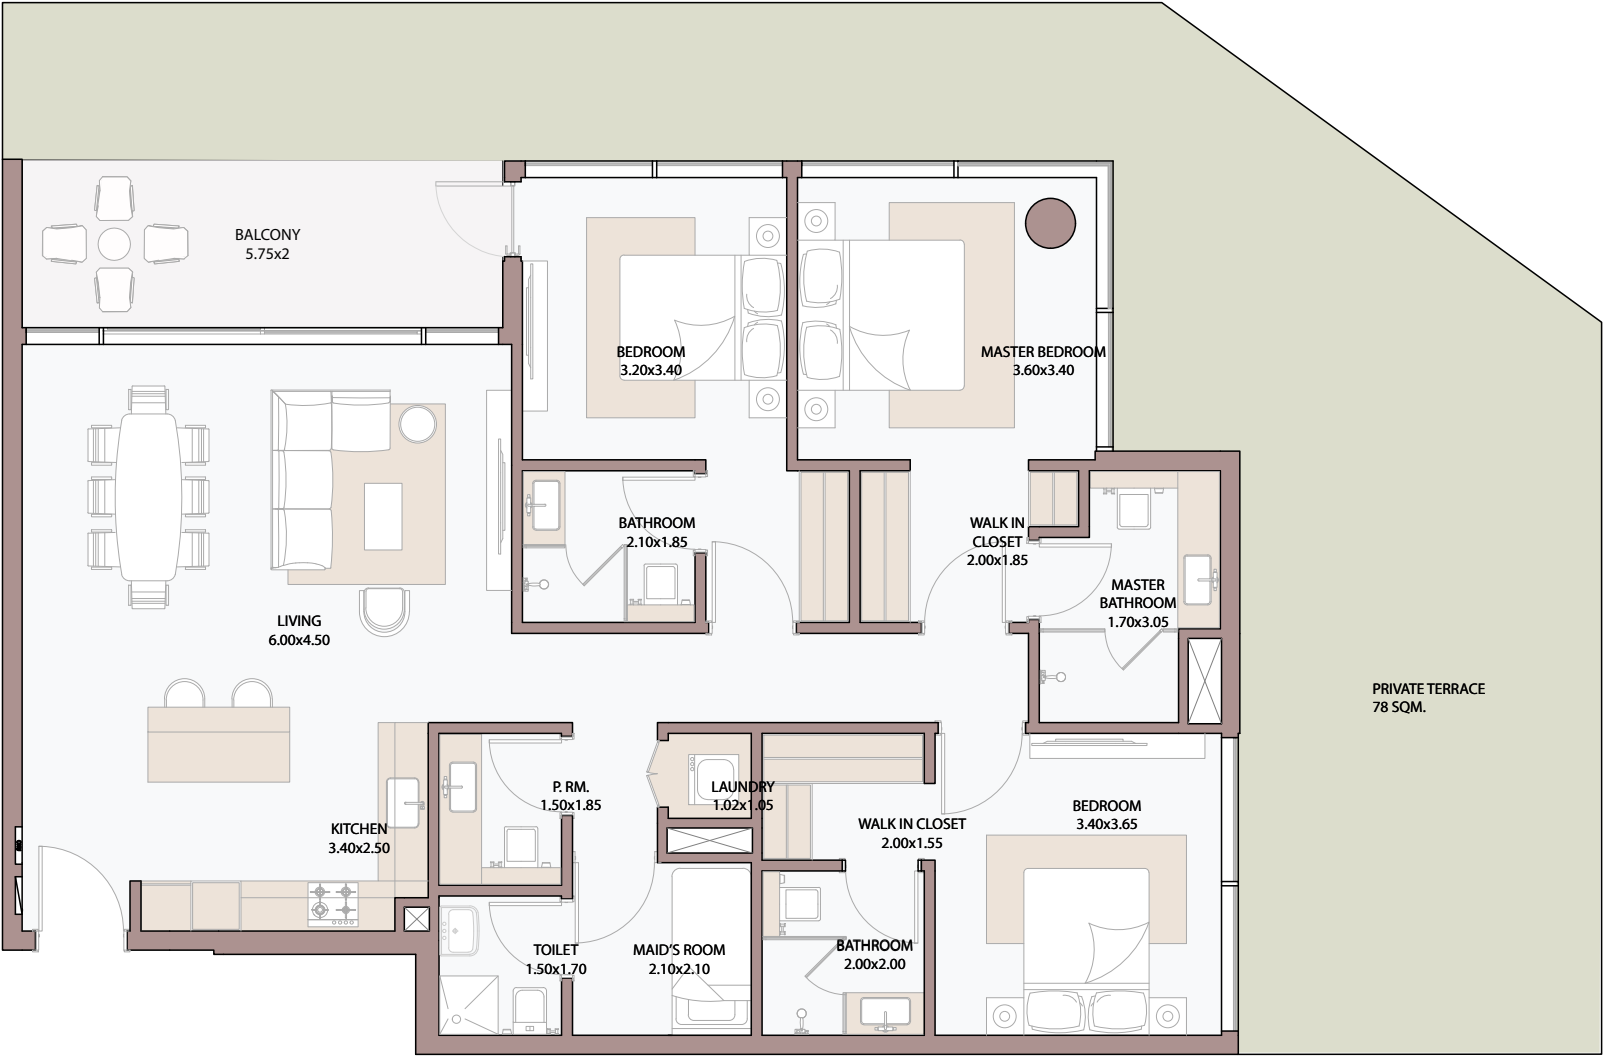 BALCONY
5.75x2
BEDROOM
3.20x3.40
MASTER BEDROOM
3.60x3.40
BATHROOM
2.10x1.85
WALK IN
CLOSET
2.00x1.85
MASTER
BATHROOM
1.70x3.05
LIVING
6.00x4.50
PRIVATE TERRACE
78 SQM.
P. RM.
1.50x1.85
LAUNDRY
1.02x1.05
KITCHEN
3.40x2.50
WALK IN CLOSET
2.00x1.55
BEDROOM
3.40x3.65
TOILET
1.50x1.70
MAID'S ROOM
2.10x2.10
BATHROOM
2.00x2.00